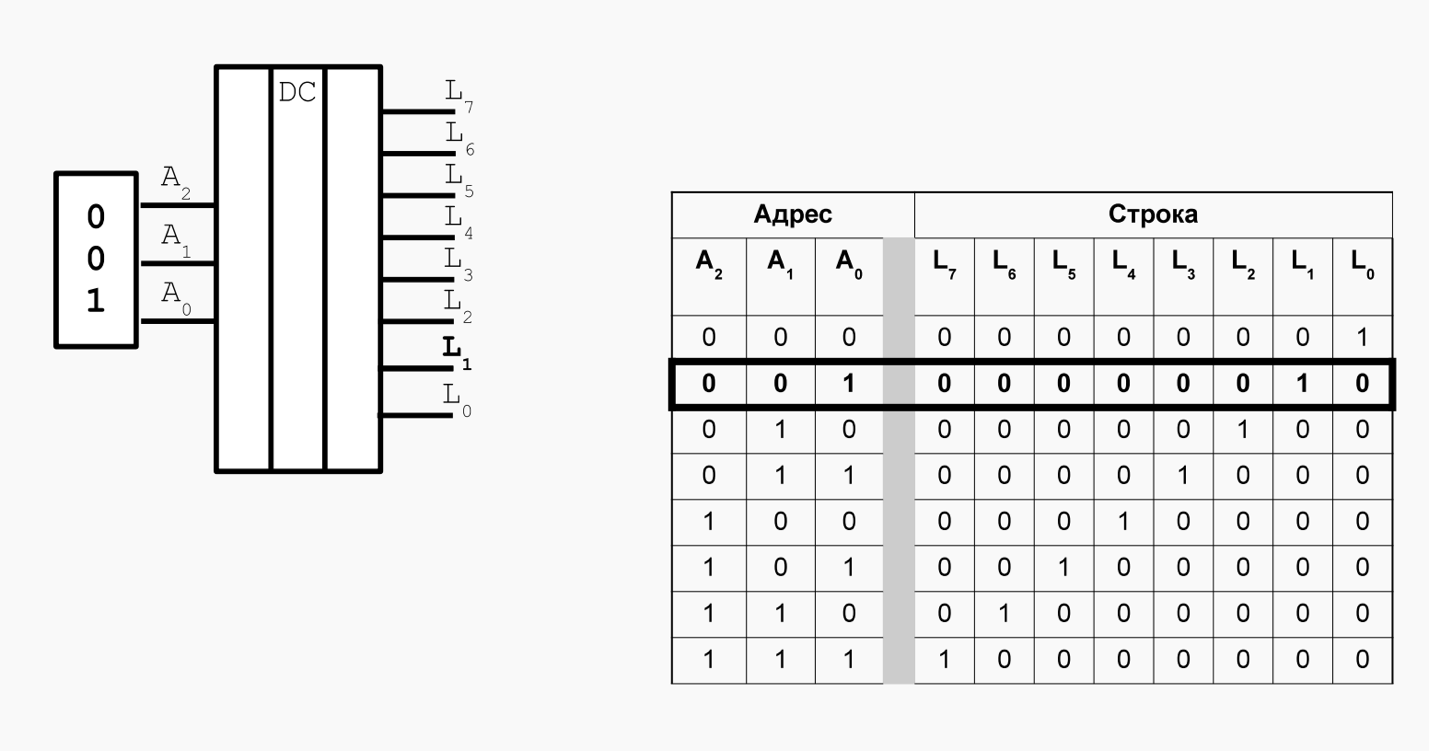 DC
L7
L6
L5
L4
L3
L2
L1
L0
A2
A1
A0
0
0
1
Адрес Строка
A2 A1 A0 L7 L6 L5 L4 L3 L2 L1 L0
0 0 0 0 0 0 0 0 0 0 1
0 0 1 0 0 0 0 0 0 1 0
0 1 0 0 0 0 0 0 1 0 0
0 1 1 0 0 0 0 1 0 0 0
1 0 0 0 0 0 1 0 0 0 0
1 0 1 0 0 1 0 0 0 0 0
1 1 0 0 1 0 0 0 0 0 0
1 1 1 1 0 0 0 0 0 0 0